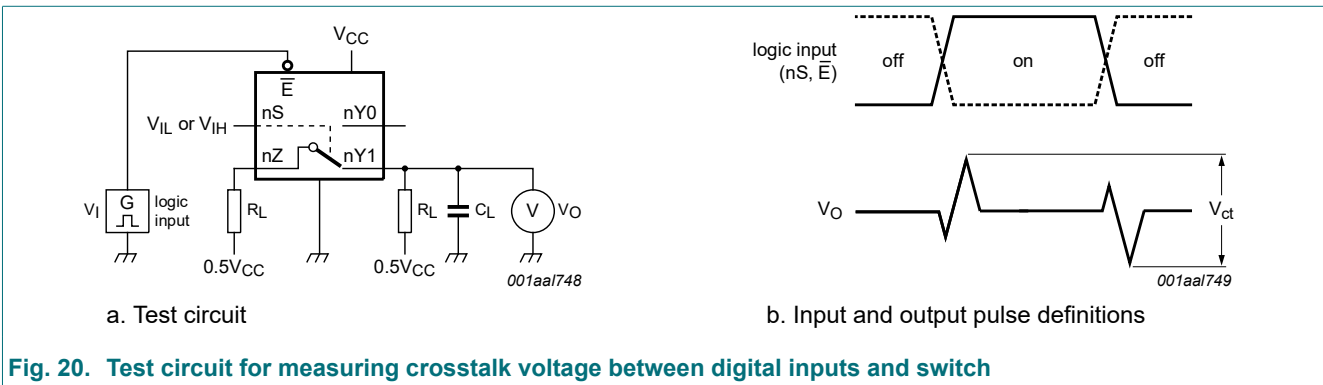 VCC
E̅
nS
nY0
VIL or VIH
nZ
nY1
VI
G
logic
input
RL
RL
CL
V
VO
0.5VCC
0.5VCC
001aal748
a. Test circuit
logic input
(nS, E̅)
off
on
off
VO
Vct
001aal749
b. Input and output pulse definitions
Fig. 20. Test circuit for measuring crosstalk voltage between digital inputs and switch